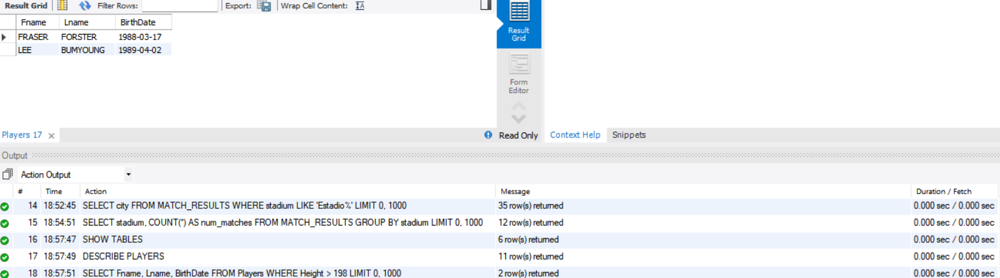 Result Grid Filter Rows: Export: Wrap Cell Content: IA
Fname Lname BirthDate
FRASER FORSTER 1988-03-17
LEE BUMYOUNG 1989-04-02
Result
Grid
Form
Editor
Players 17 × Read Only Context Help Snippets
Output
Action Output
# Time Action Message Duration / Fetch
14 18:52:45 SELECT city FROM MATCH_RESULTS WHERE stadium LIKE 'Estadio%' LIMIT 0, 1000 35 row(s) returned 0.000 sec / 0.000 sec
15 18:54:51 SELECT stadium, COUNT(*) AS num_matches FROM MATCH_RESULTS GROUP BY stadium LIMIT 0, 1000 12 row(s) returned 0.000 sec / 0.000 sec
16 18:57:47 SHOW TABLES 6 row(s) returned 0.000 sec / 0.000 sec
17 18:57:49 DESCRIBE PLAYERS 11 row(s) returned 0.000 sec / 0.000 sec
18 18:57:51 SELECT Fname, Lname, BirthDate FROM Players WHERE Height > 198 LIMIT 0, 1000 2 row(s) returned 0.000 sec / 0.000 sec